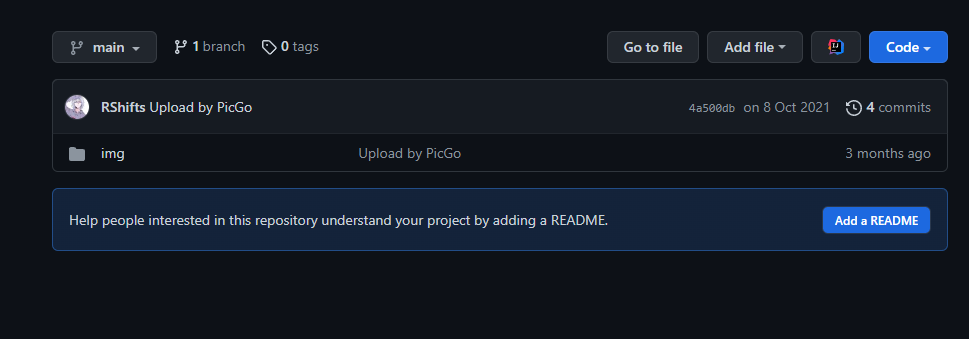 main 1 branch 0 tags Go to file Add file IJ Code
RShifts Upload by PicGo 4a500db on 8 Oct 2021 4 commits
img Upload by PicGo 3 months ago
Help people interested in this repository understand your project by adding a README. Add a README